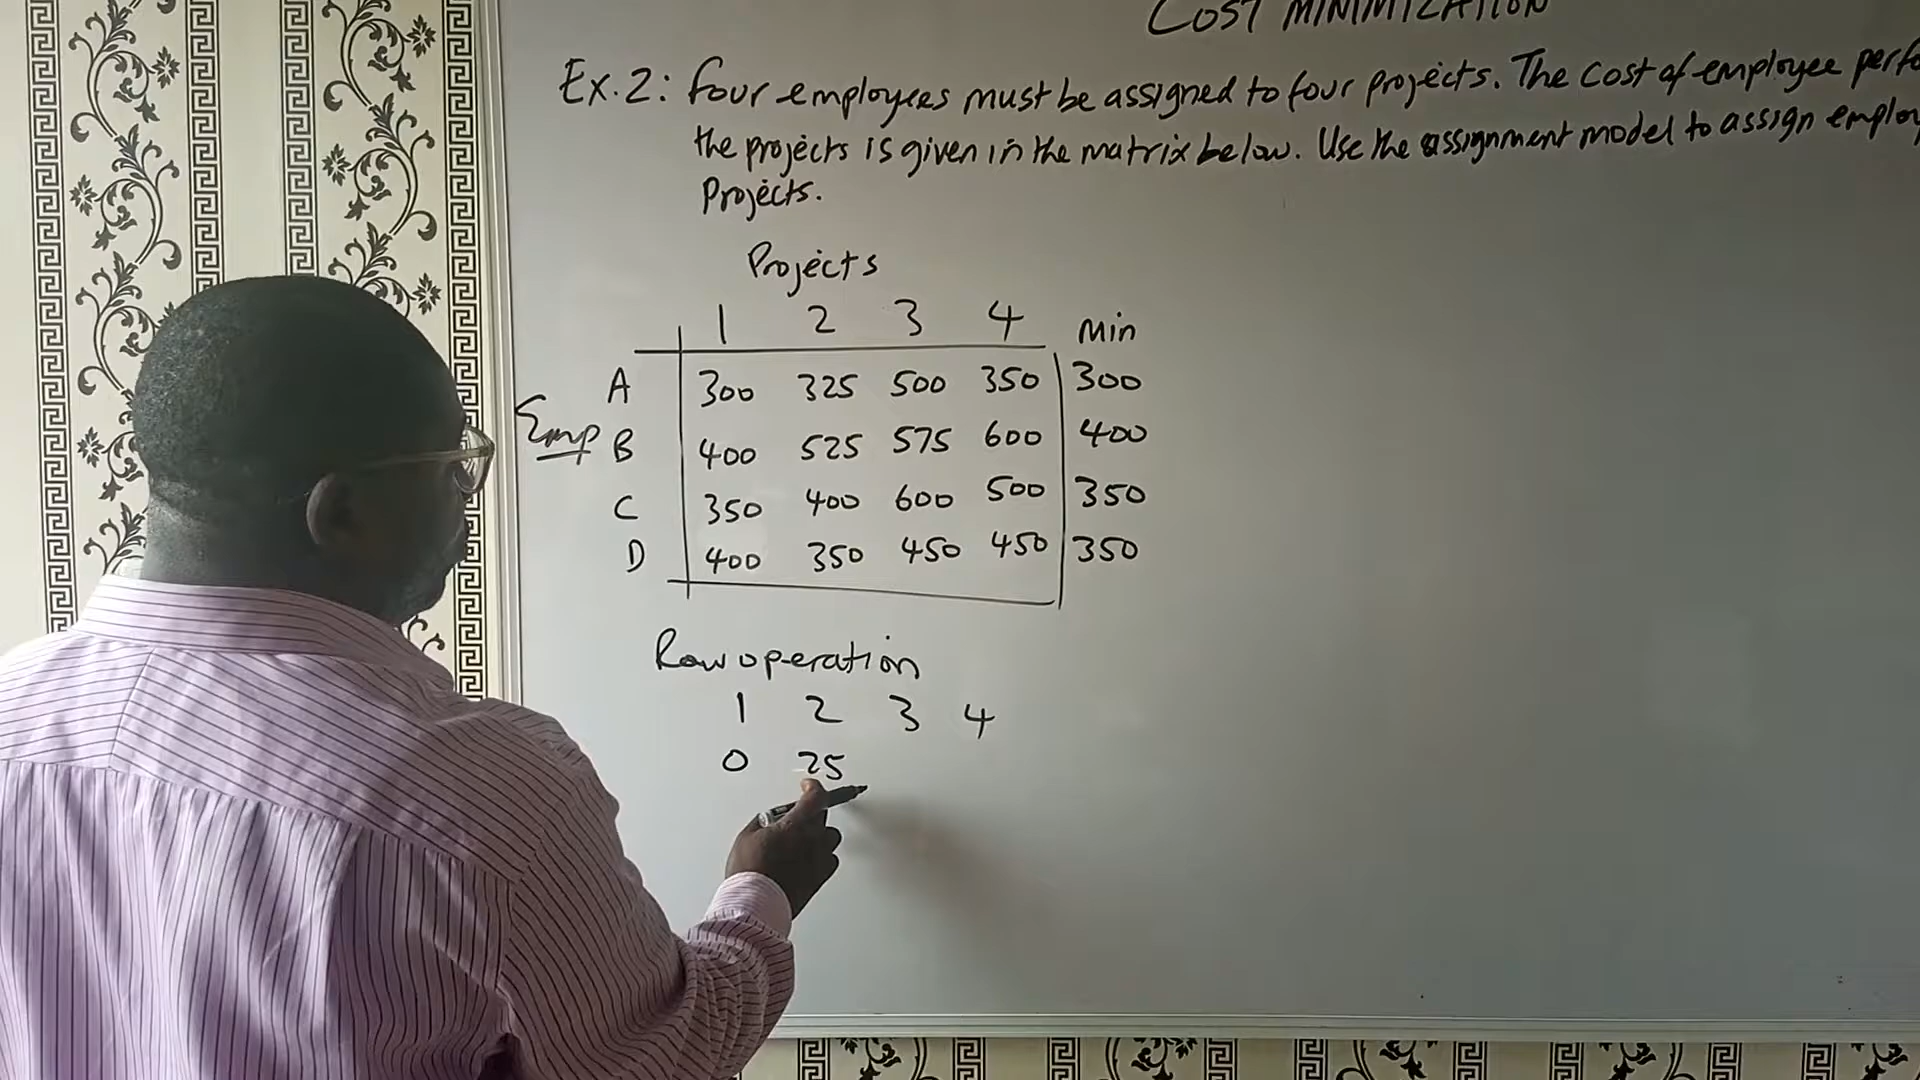 COST MINIMIZATION
Ex.2: Four employees must be assigned to four projects. The cost of employee
the projects is given in the matrix below. Use the assignment model to assign
Projects.
Projects
1 2 3 4 Min
A 300 325 500 350 300
Emp B 400 525 575 600 400
C 350 400 600 500 350
D 400 350 450 450 350
Row operation
1 2 3 4
0 25